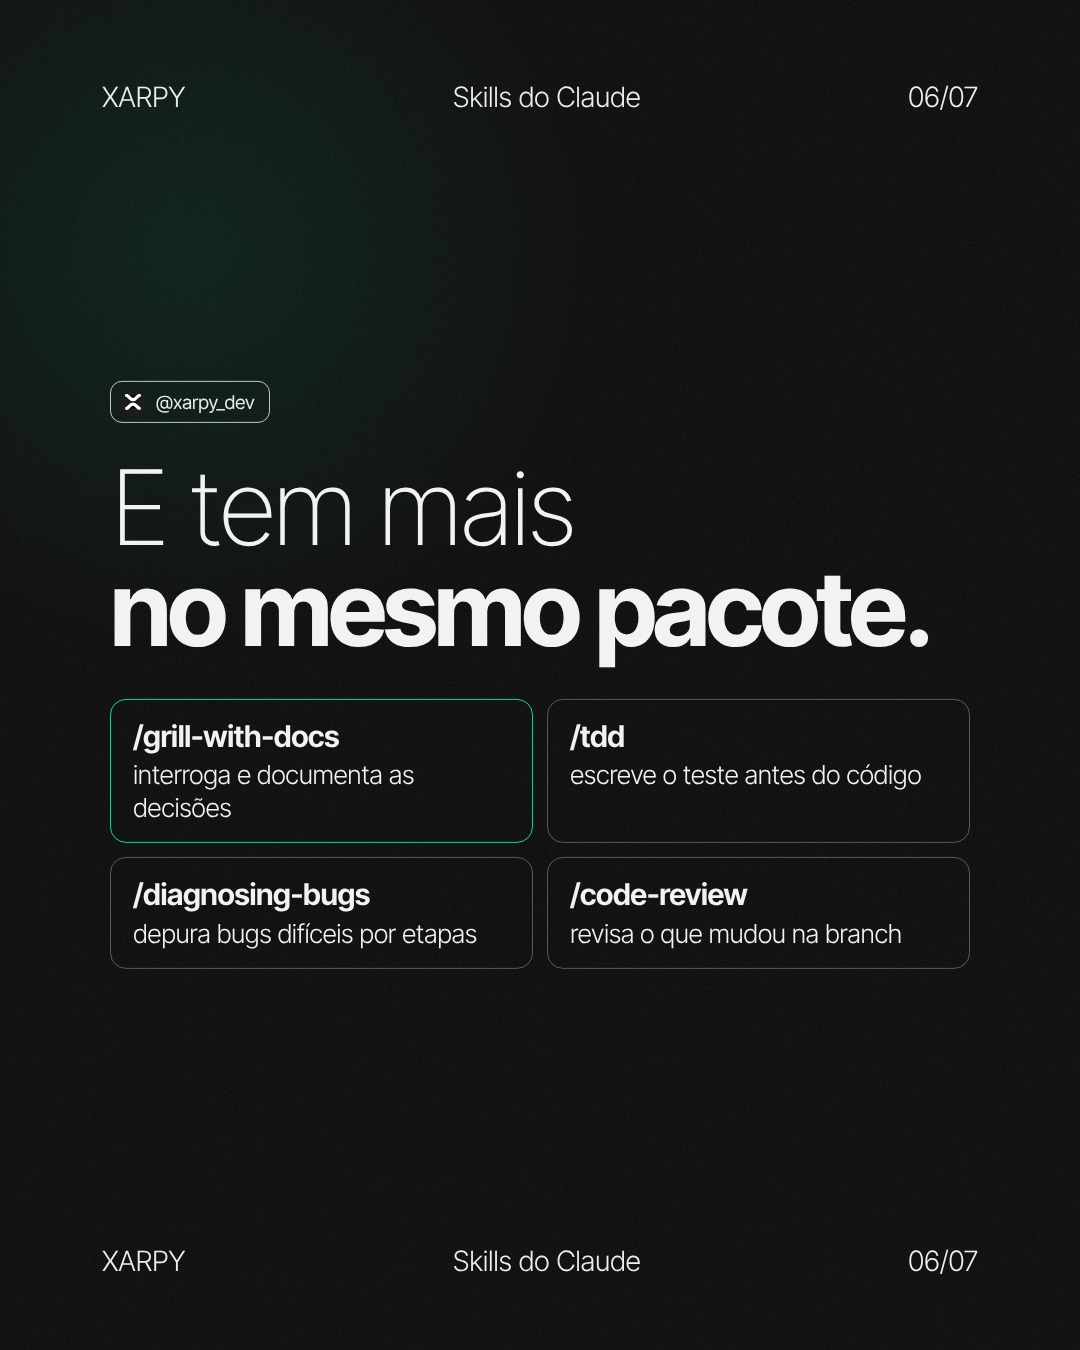 XARPY Skills do Claude 06/07
@xarpy_dev
E tem mais
no mesmo pacote.
/grill-with-docs
interroga e documenta as
decisões
/tdd
escreve o teste antes do código
/diagnosing-bugs
depura bugs difíceis por etapas
/code-review
revisa o que mudou na branch
XARPY Skills do Claude 06/07